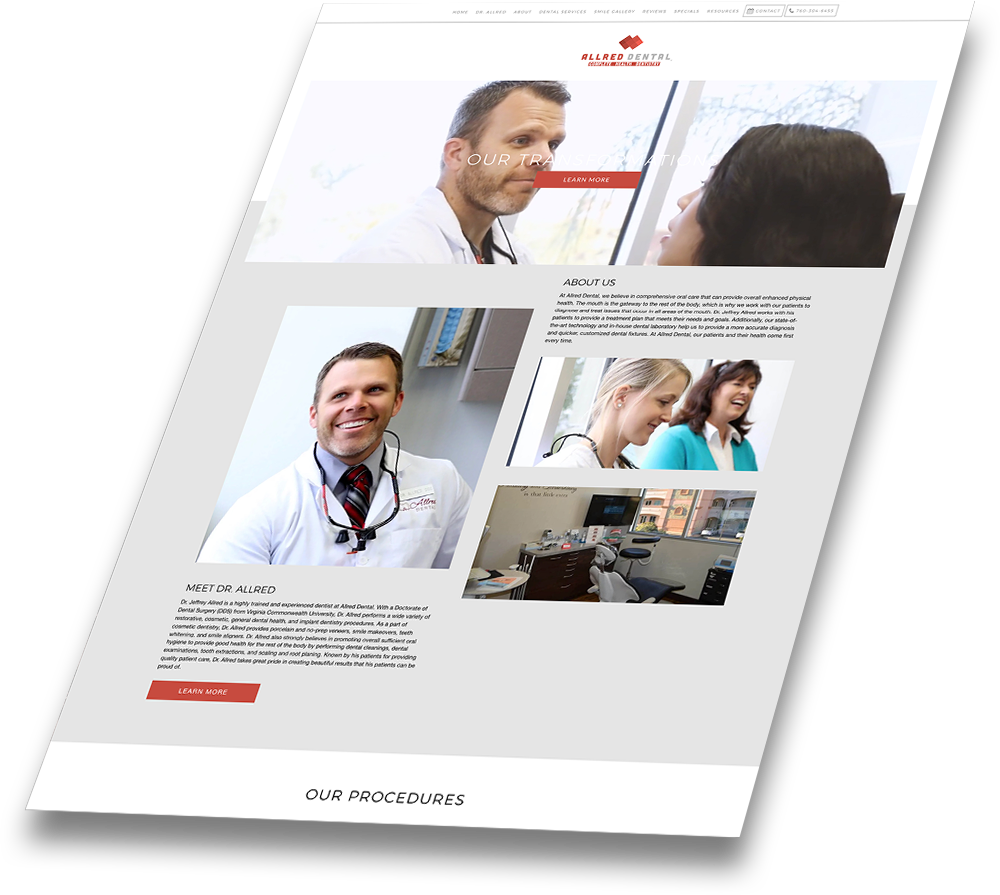 HOME DR. ALLRED ABOUT DENTAL SERVICES SMILE GALLERY REVIEWS SPECIALS RESOURCES CONTACT 760-304-6453
ALLRED DENTAL
COMPLETE HEALTH DENTISTRY
OUR TRANSFORMATIONS
LEARN MORE
ABOUT US
At Allred Dental, we believe in comprehensive oral care that can provide overall enhanced physical
health. The mouth is the gateway to the rest of the body, which is why we work with our patients to
diagnose and treat issues that occur in all areas of the mouth. Dr. Jeffrey Allred works with his
patients to provide a treatment plan that meets their needs and goals. Additionally, our state-of-
the-art technology and in-house dental laboratory help us to provide a more accurate diagnosis
and quicker, customized dental fixtures. At Allred Dental, our patients and their health come first
every time.
Allred
DENTAL
is that
MEET DR. ALLRED
Dr. Jeffrey Allred is a highly trained and experienced dentist at Allred Dental. With a Doctorate of
Dental Surgery (DDS) from Virginia Commonwealth University, Dr. Allred performs a wide variety of
restorative, cosmetic, general dental health, and implant dentistry procedures. As a part of
cosmetic dentistry, Dr. Allred provides porcelain and no-prep veneers, smile makeovers, teeth
whitening, and smile aligners. Dr. Allred also strongly believes in promoting overall sufficient oral
hygiene to provide good health for the rest of the body by performing dental cleanings, dental
examinations, tooth extractions, and scaling and root planing. Known by his patients for providing
quality patient care, Dr. Allred takes great pride in creating beautiful results that his patients can be
proud of.
LEARN MORE
OUR PROCEDURES